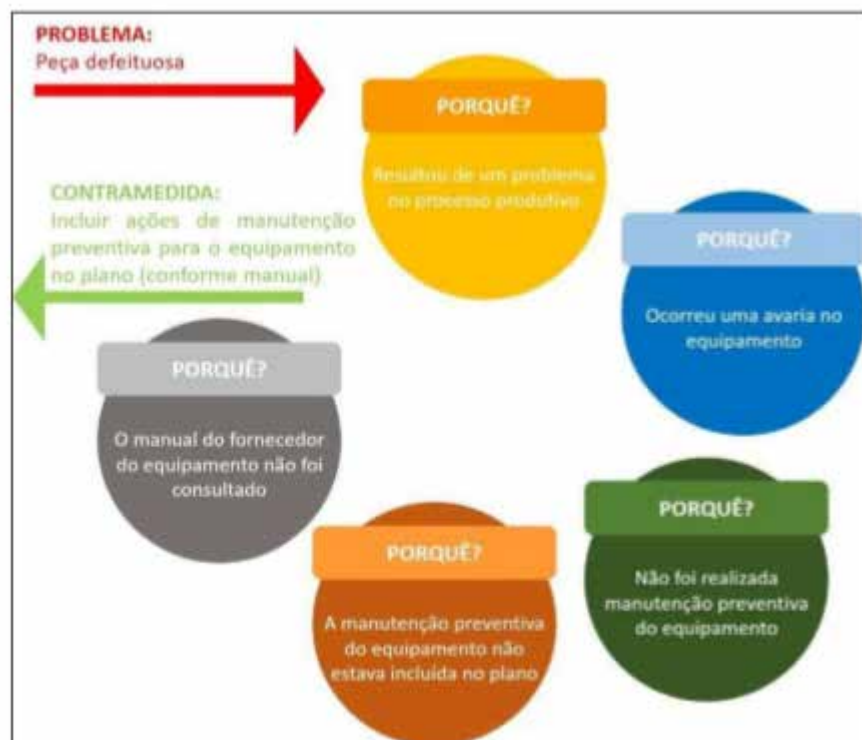 PROBLEMA:
Peça defeituosa
PORQUÊ?
Resultou de um problema
no processo produtivo
PORQUÊ?
Ocorreu uma avaria no
equipamento
PORQUÊ?
Não foi realizada
manutenção preventiva
do equipamento
PORQUÊ?
A manutenção preventiva
do equipamento não
estava incluída no plano
PORQUÊ?
O manual do fornecedor
do equipamento não foi
consultado
CONTRAMEDIDA:
Incluir ações de manutenção
preventiva para o equipamento
no plano (conforme manual)